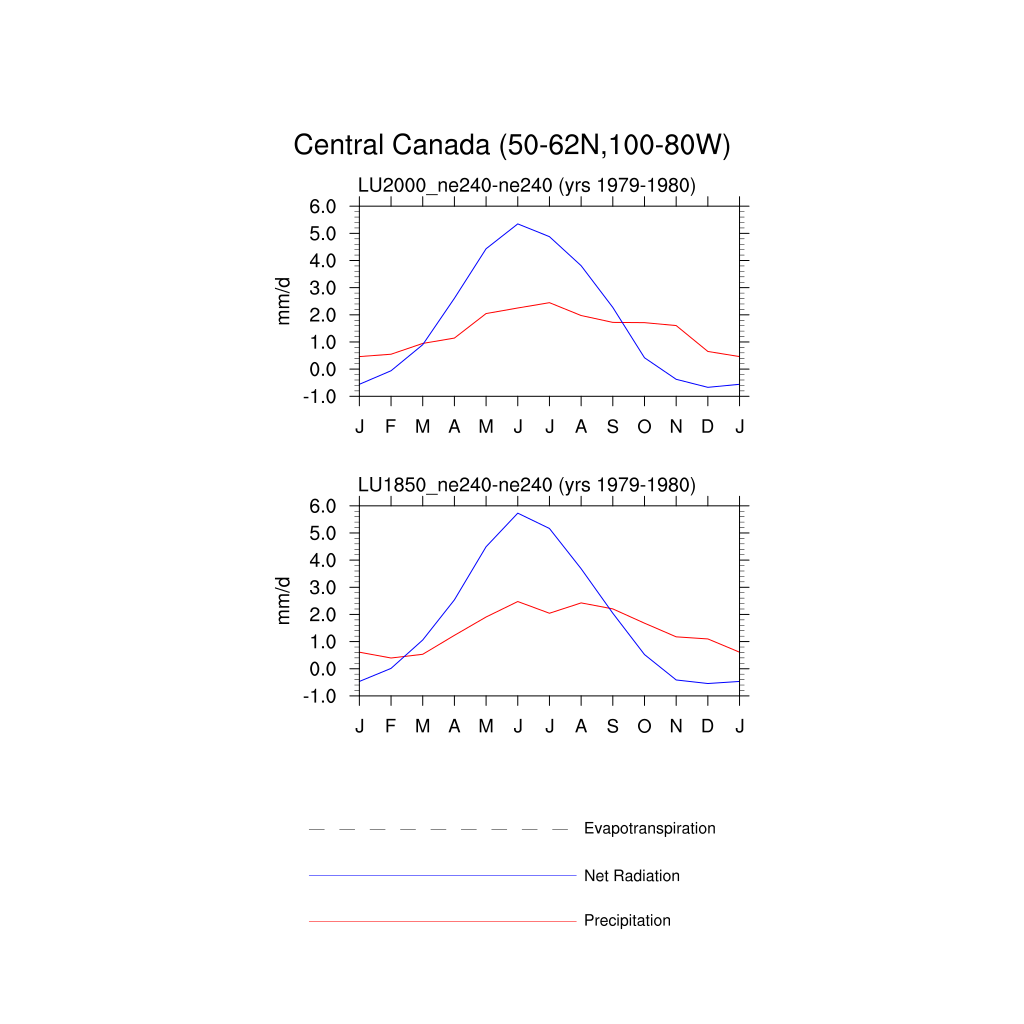 Central Canada (50-62N,100-80W)
LU2000_ne240-ne240 (yrs 1979-1980)
6.0
5.0
4.0
3.0
2.0
1.0
0.0
-1.0
mm/d
J F M A M J J A S O N D J
LU1850_ne240-ne240 (yrs 1979-1980)
6.0
5.0
4.0
3.0
2.0
1.0
0.0
-1.0
mm/d
J F M A M J J A S O N D J
Evapotranspiration
Net Radiation
Precipitation